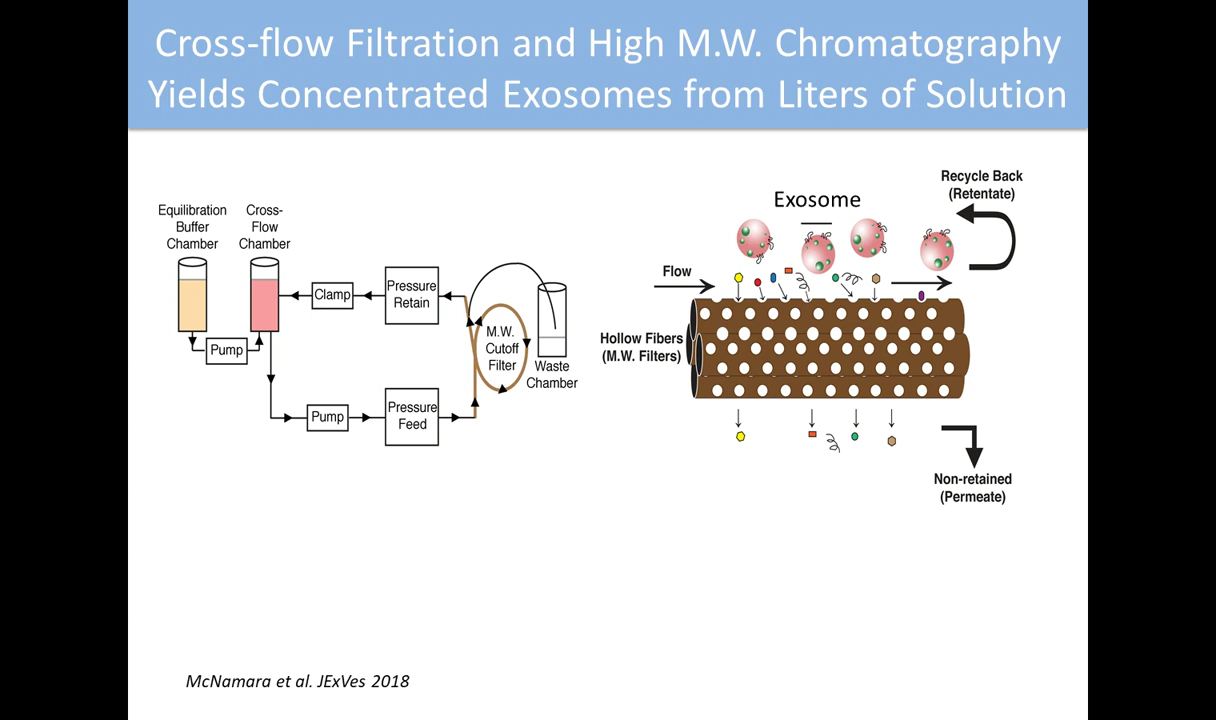 Cross-flow Filtration and High M.W. Chromatography
Yields Concentrated Exosomes from Liters of Solution
Equilibration
Buffer
Chamber
Cross-
Flow
Chamber
Clamp
Pressure
Retain
Pump
M.W.
Cutoff
Filter
Waste
Chamber
Pump
Pressure
Feed
Exosome
Recycle Back
(Retentate)
Flow
Hollow Fibers
(M.W. Filters)
Non-retained
(Permeate)
McNamara et al. JExVes 2018